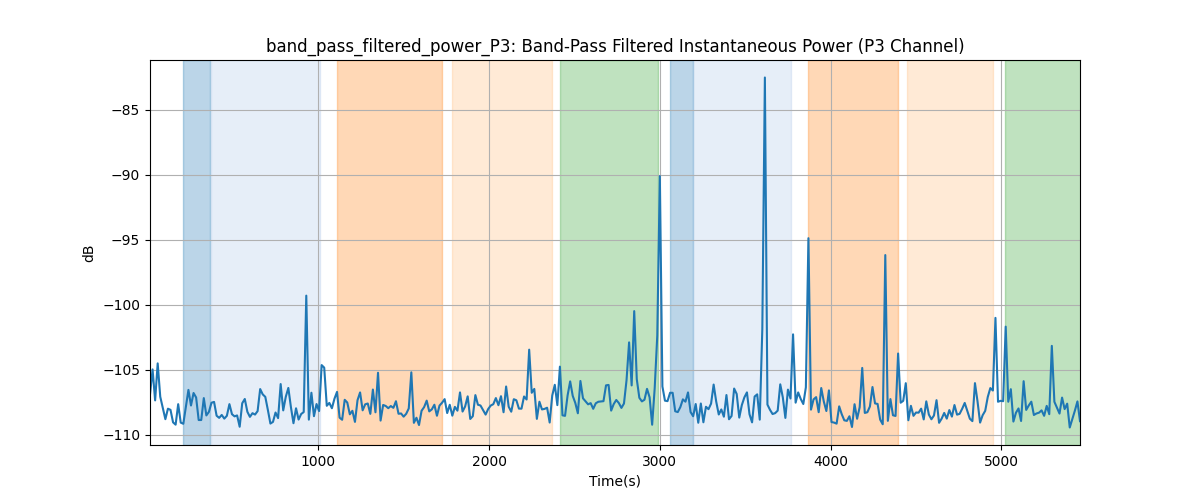 band_pass_filtered_power_P3: Band-Pass Filtered Instantaneous Power (P3 Channel)
−85
−90
−95
−100
−105
−110
dB
1000 2000 3000 4000 5000
Time(s)